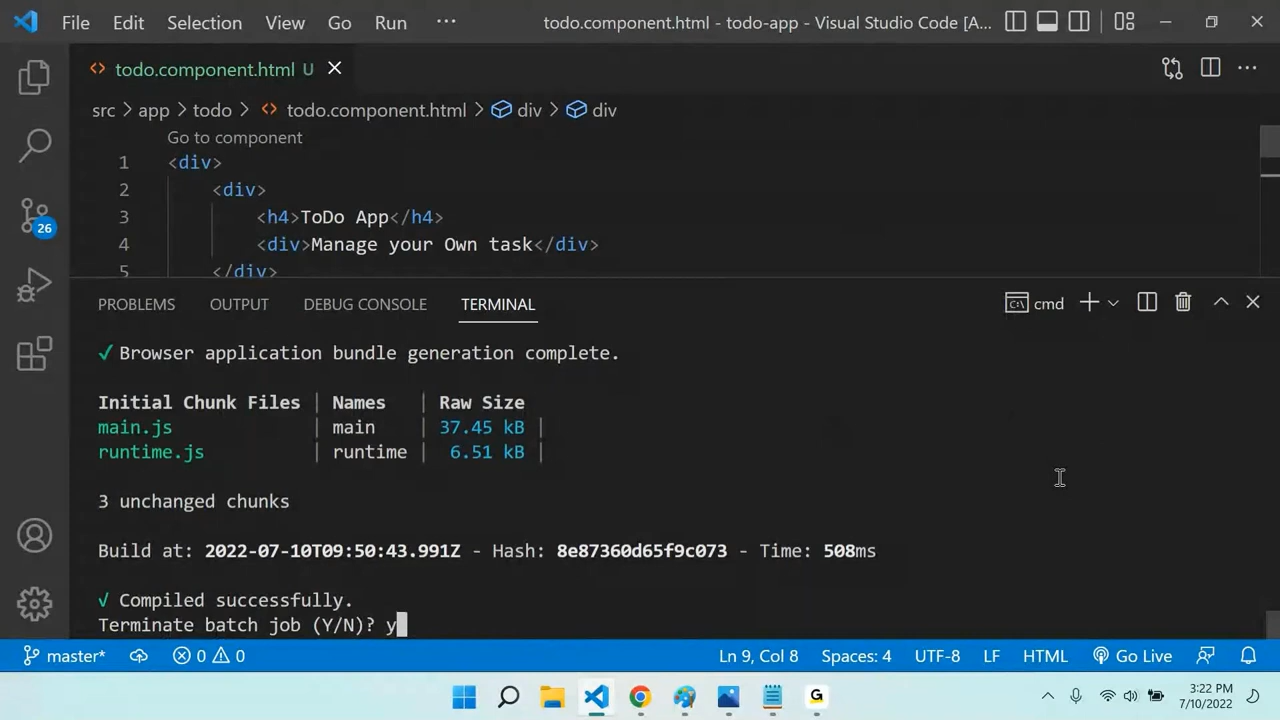 File Edit Selection View Go Run ··· todo.component.html - todo-app - Visual Studio Code [A...
todo.component.html U
src > app > todo > todo.component.html > div > div
Go to component
1 <div>
2 <div>
3 <h4>ToDo App</h4>
4 <div>Manage your Own task</div>
5 </div>
PROBLEMS OUTPUT DEBUG CONSOLE TERMINAL cmd
✓ Browser application bundle generation complete.
Initial Chunk Files | Names | Raw Size
main.js | main | 37.45 kB |
runtime.js | runtime | 6.51 kB |
3 unchanged chunks
Build at: 2022-07-10T09:50:43.991Z - Hash: 8e87360d65f9c073 - Time: 508ms
√ Compiled successfully.
Terminate batch job (Y/N)? y
26
master* 0 0 Ln 9, Col 8 Spaces: 4 UTF-8 LF HTML Go Live
G
3:22 PM
7/10/2022